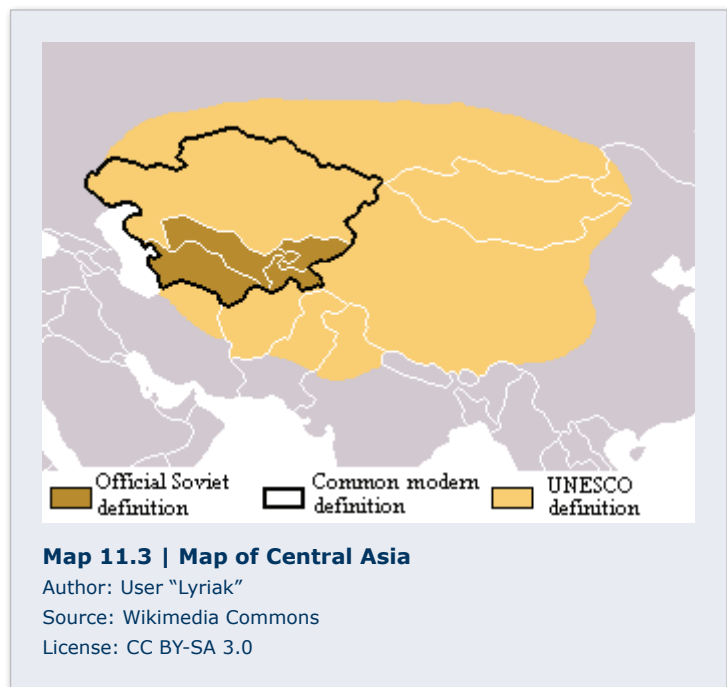 Official Soviet
definition
Common modern
definition
UNESCO
definition
Map 11.3 | Map of Central Asia
Author: User “Lyriak”
Source: Wikimedia Commons
License: CC BY-SA 3.0